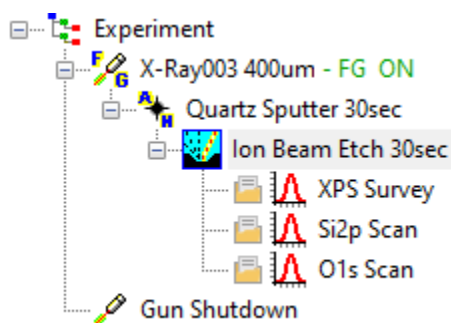 Experiment
F G X-Ray003 400um - FG ON
A H Quartz Sputter 30sec
Ion Beam Etch 30sec
XPS Survey
Si2p Scan
O1s Scan
Gun Shutdown